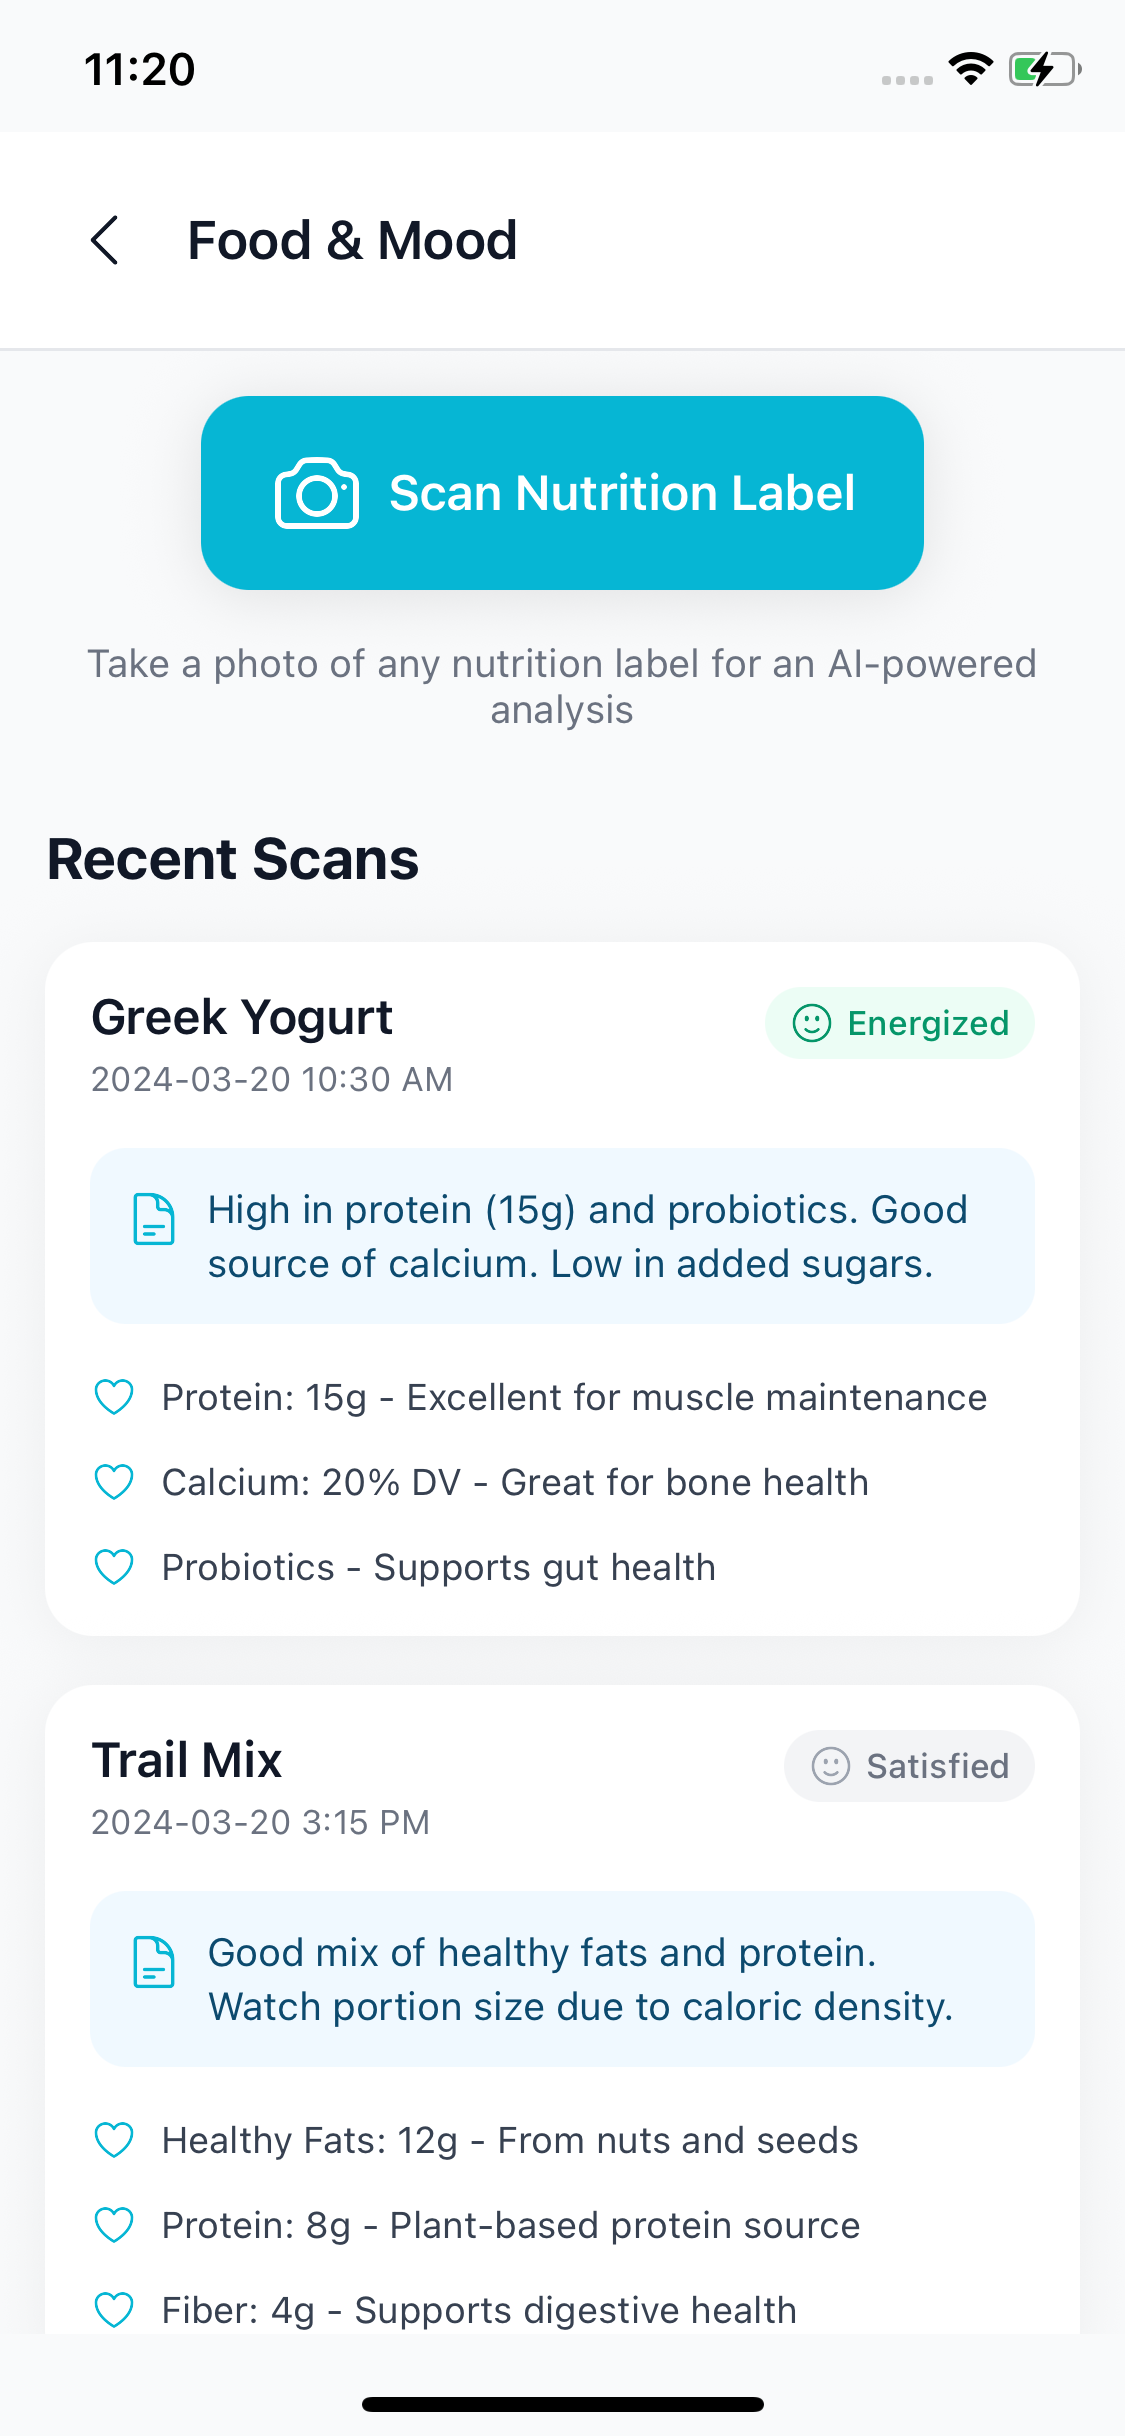 11:20
Food & Mood
Scan Nutrition Label
Take a photo of any nutrition label for an AI-powered
analysis
Recent Scans
Greek Yogurt
Energized
2024-03-20 10:30 AM
High in protein (15g) and probiotics. Good
source of calcium. Low in added sugars.
Protein: 15g - Excellent for muscle maintenance
Calcium: 20% DV - Great for bone health
Probiotics - Supports gut health
Trail Mix
Satisfied
2024-03-20 3:15 PM
Good mix of healthy fats and protein.
Watch portion size due to caloric density.
Healthy Fats: 12g - From nuts and seeds
Protein: 8g - Plant-based protein source
Fiber: 4g - Supports digestive health